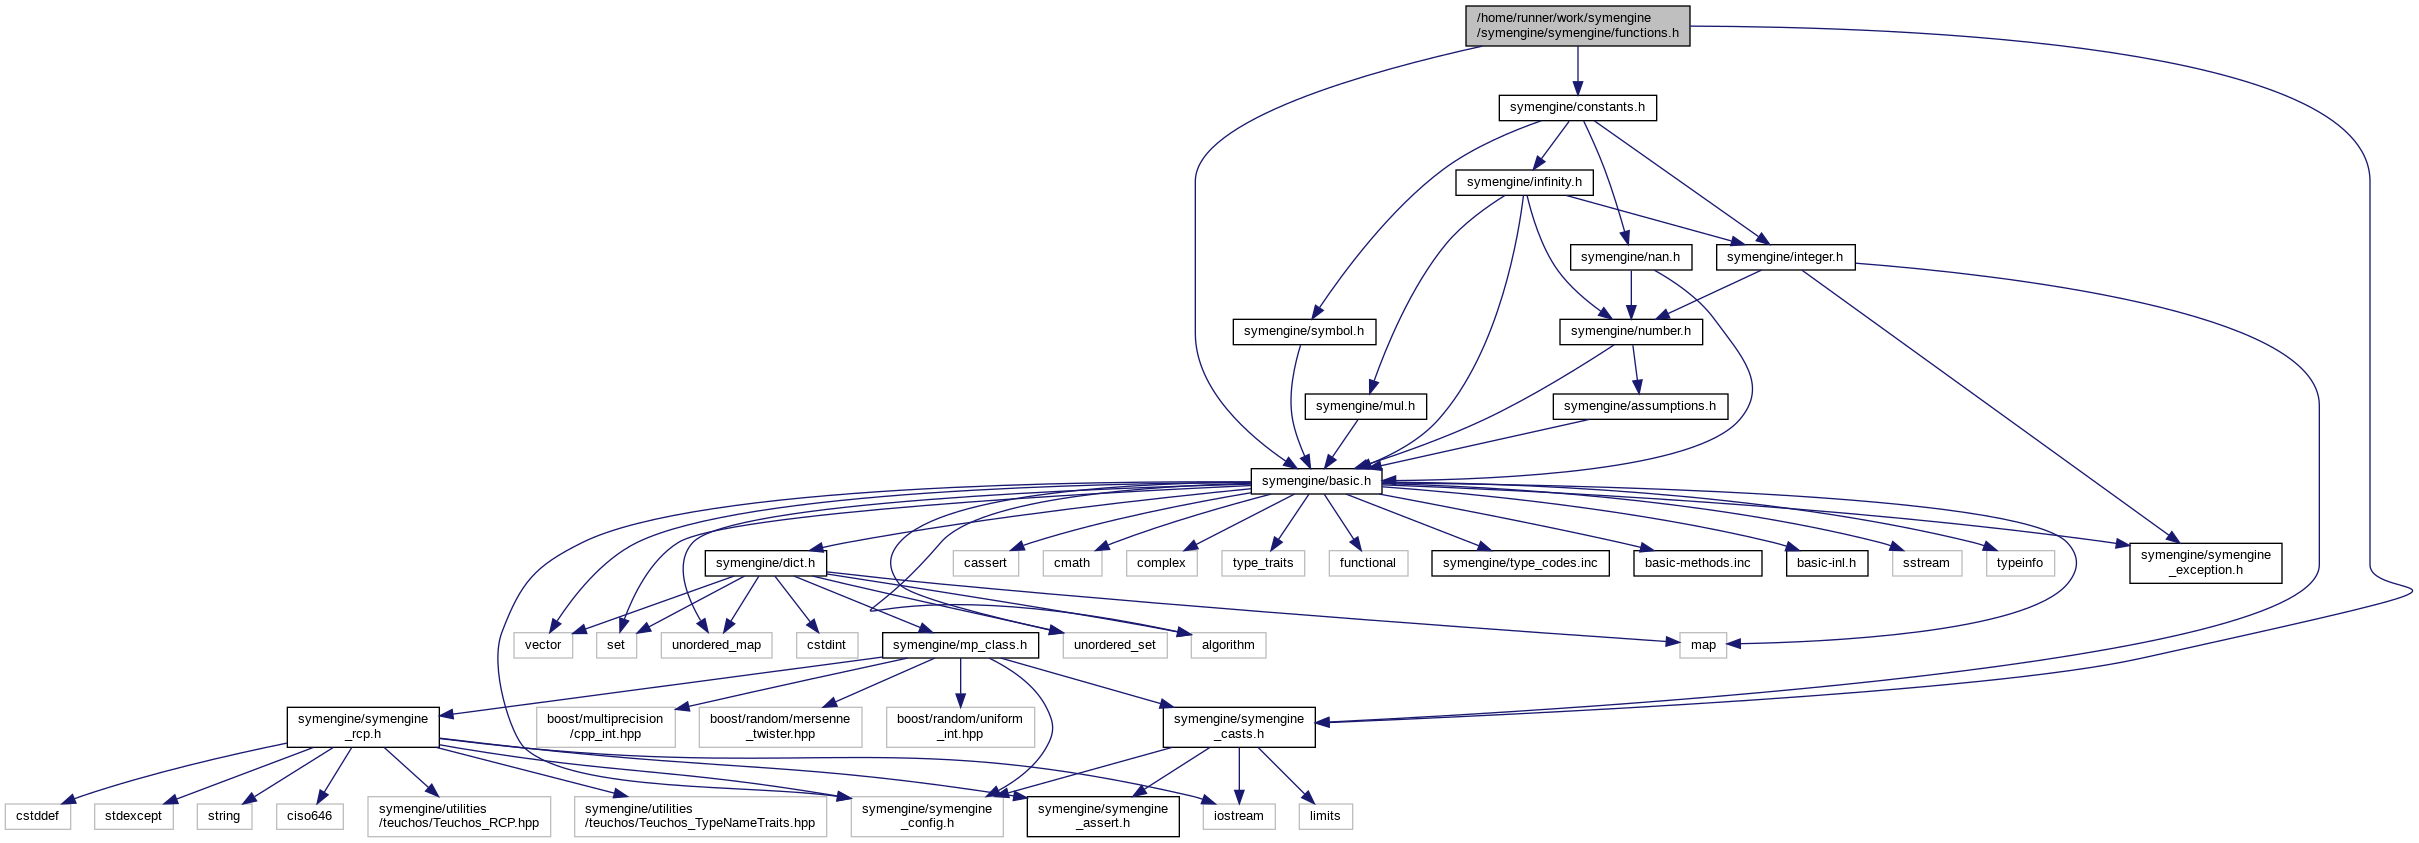 /home/runner/work/symengine
/symengine/symengine/functions.h
symengine/constants.h
symengine/infinity.h
symengine/nan.h
symengine/integer.h
symengine/symbol.h
symengine/number.h
symengine/mul.h
symengine/assumptions.h
symengine/basic.h
symengine/dict.h
cassert
cmath
complex
type_traits
functional
symengine/type_codes.inc
basic-methods.inc
basic-inl.h
sstream
typeinfo
symengine/symengine
_exception.h
vector
set
unordered_map
cstdint
symengine/mp_class.h
unordered_set
algorithm
map
symengine/symengine
_rcp.h
boost/multiprecision
/cpp_int.hpp
boost/random/mersenne
_twister.hpp
boost/random/uniform
_int.hpp
symengine/symengine
_casts.h
cstddef
stdexcept
string
ciso646
symengine/utilities
/teuchos/Teuchos_RCP.hpp
symengine/utilities
/teuchos/Teuchos_TypeNameTraits.hpp
symengine/symengine
_config.h
symengine/symengine
_assert.h
iostream
limits